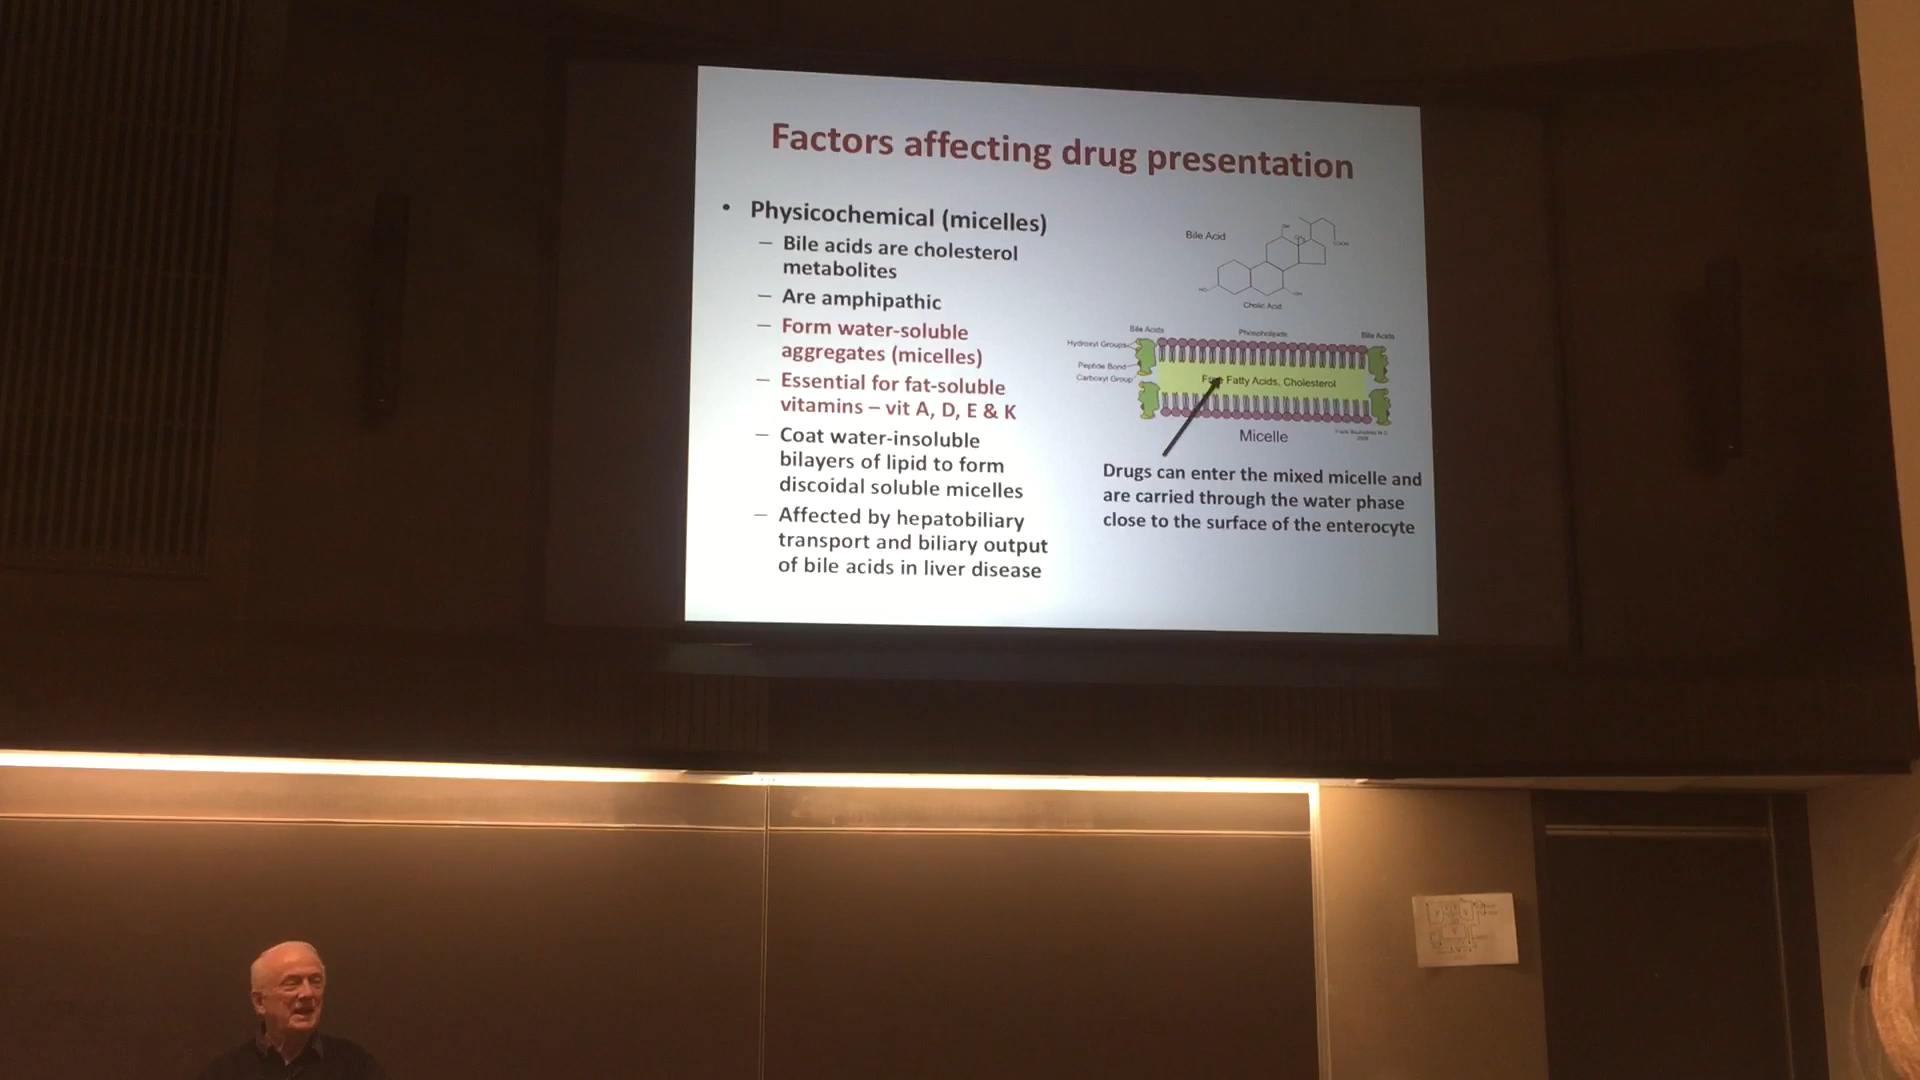 Factors affecting drug presentation
• Physicochemical (micelles)
– Bile acids are cholesterol
metabolites
– Are amphipathic
– Form water-soluble
aggregates (micelles)
– Essential for fat-soluble
vitamins – vit A, D, E & K
– Coat water-insoluble
bilayers of lipid to form
discoidal soluble micelles
– Affected by hepatobiliary
transport and biliary output
of bile acids in liver disease
Bile Acid
OH
COOH
HO
OH
Cholic Acid
Bile Acids
Phospholipids
Bile Acids
Hydroxyl Groups
Peptide Bond
Carboxyl Group
Fatty Acids, Cholesterol
Micelle
Drugs can enter the mixed micelle and
are carried through the water phase
close to the surface of the enterocyte